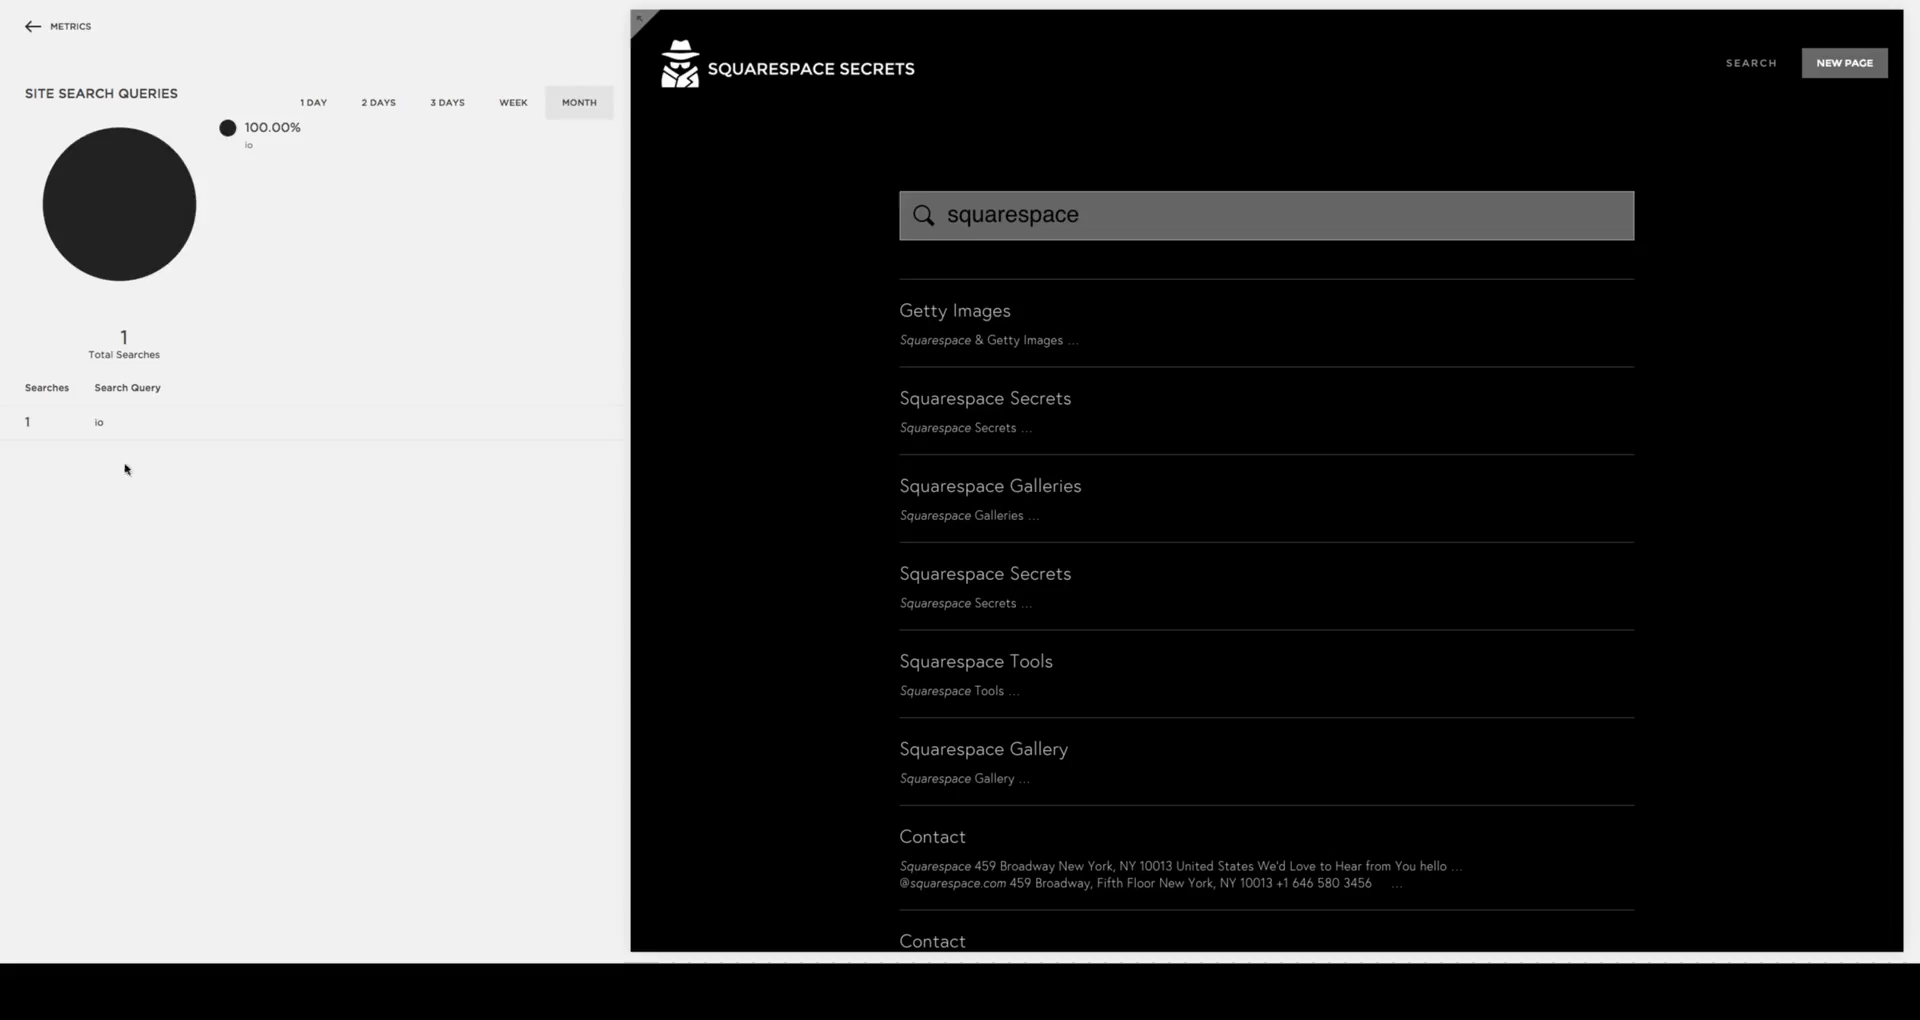 METRICS
SITE SEARCH QUERIES
1 DAY 2 DAYS 3 DAYS WEEK MONTH
100.00%
io
1
Total Searches
Searches Search Query
1 io
SQUARESPACE SECRETS
SEARCH NEW PAGE
squarespace
Getty Images
Squarespace & Getty Images ...
Squarespace Secrets
Squarespace Secrets ...
Squarespace Galleries
Squarespace Galleries ...
Squarespace Secrets
Squarespace Secrets ...
Squarespace Tools
Squarespace Tools ...
Squarespace Gallery
Squarespace Gallery ...
Contact
Squarespace 459 Broadway New York, NY 10013 United States We'd Love to Hear from You hello ...
@squarespace.com 459 Broadway, Fifth Floor New York, NY 10013 +1 646 580 3456 ...
Contact